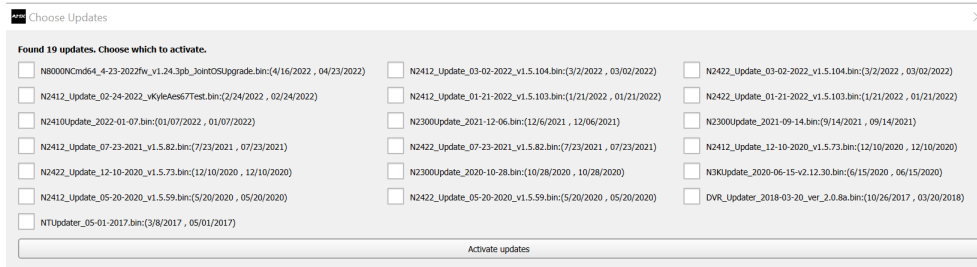 AMX Choose Updates
Found 19 updates. Choose which to activate.
N8000NCmd64_4-23-2022fw_v1.24.3pb_JointOSUpgrade.bin:(4/16/2022 , 04/23/2022) N2412_Update_03-02-2022_v1.5.104.bin:(3/2/2022 , 03/02/2022) N2422_Update_03-02-2022_v1.5.104.bin:(3/2/2022 , 03/02/2022)
N2412_Update_02-24-2022_vKyleAes67Test.bin:(2/24/2022 , 02/24/2022) N2412_Update_01-21-2022_v1.5.103.bin:(1/21/2022 , 01/21/2022) N2422_Update_01-21-2022_v1.5.103.bin:(1/21/2022 , 01/21/2022)
N2410Update_2022-01-07.bin:(01/07/2022 , 01/07/2022) N2300Update_2021-12-06.bin:(12/6/2021 , 12/06/2021) N2300Update_2021-09-14.bin:(9/14/2021 , 09/14/2021)
N2412_Update_07-23-2021_v1.5.82.bin:(7/23/2021 , 07/23/2021) N2422_Update_07-23-2021_v1.5.82.bin:(7/23/2021 , 07/23/2021) N2412_Update_12-10-2020_v1.5.73.bin:(12/10/2020 , 12/10/2020)
N2422_Update_12-10-2020_v1.5.73.bin:(12/10/2020 , 12/10/2020) N2300Update_2020-10-28.bin:(10/28/2020 , 10/28/2020) N3KUpdate_2020-06-15-v2.12.30.bin:(6/15/2020 , 06/15/2020)
N2412_Update_05-20-2020_v1.5.59.bin:(5/20/2020 , 05/20/2020) N2422_Update_05-20-2020_v1.5.59.bin:(5/20/2020 , 05/20/2020) DVR_Updater_2018-03-20_ver_2.0.8a.bin:(10/26/2017 , 03/20/2018)
NTUpdater_05-01-2017.bin:(3/8/2017 , 05/01/2017)
Activate updates